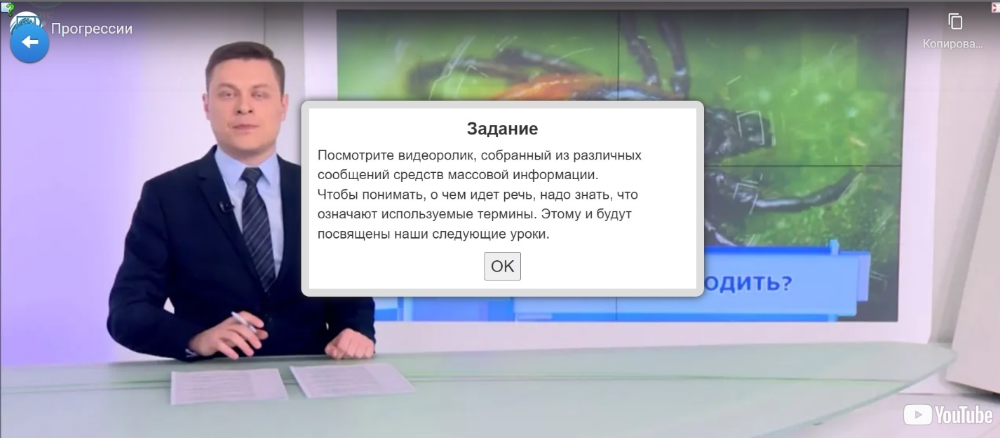 Прогрессии
Копирова...
Задание
Посмотрите видеоролик, собранный из различных
сообщений средств массовой информации.
Чтобы понимать, о чем идет речь, надо знать, что
означают используемые термины. Этому и будут
посвящены наши следующие уроки.
OK
ОДИТЬ?
YouTube